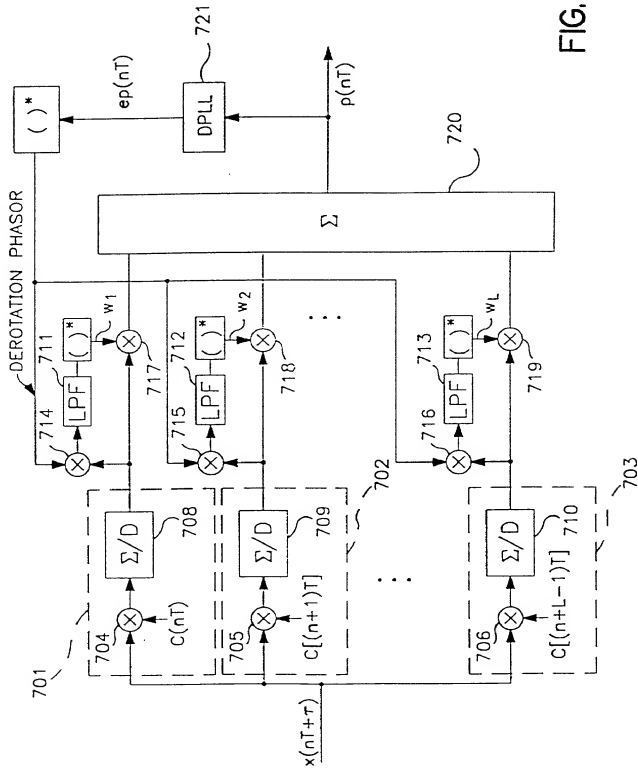 FIG.
721
ep(nT)
( )*
DPLL
p(nT)
720
Σ
DEROTATION PHASOR
711
( )*
w1
714
LPF
717
712
( )*
w2
715
LPF
718
...
713
( )*
wL
716
LPF
719
701
708
Σ/D
704
C(nT)
702
709
Σ/D
705
C[(n+1)T]
...
703
710
Σ/D
706
C[(n+L-1)T]
x(nT+τ)